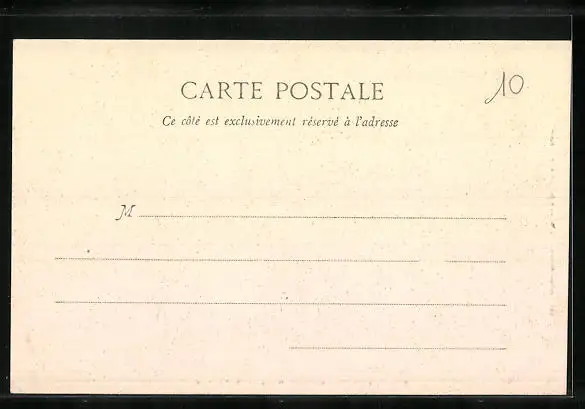 CARTE POSTALE
10
Ce côté est exclusivement réservé à l'adresse
M